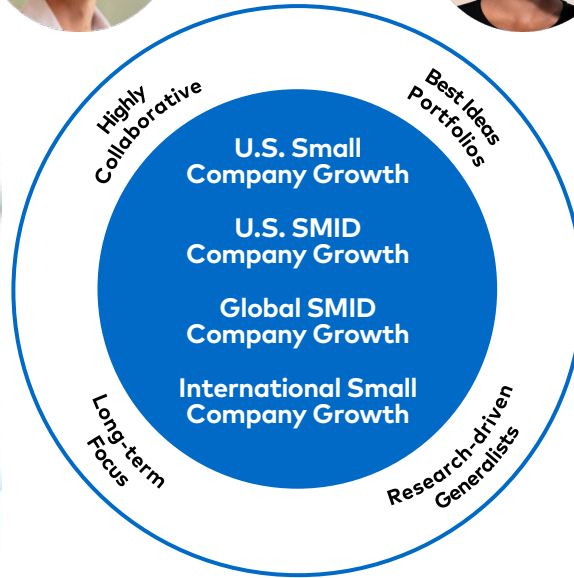 Highly
Collaborative
Best Ideas
Portfolios
U.S. Small
Company Growth
U.S. SMID
Company Growth
Global SMID
Company Growth
International Small
Company Growth
Long-term
Focus
Research-driven
Generalists